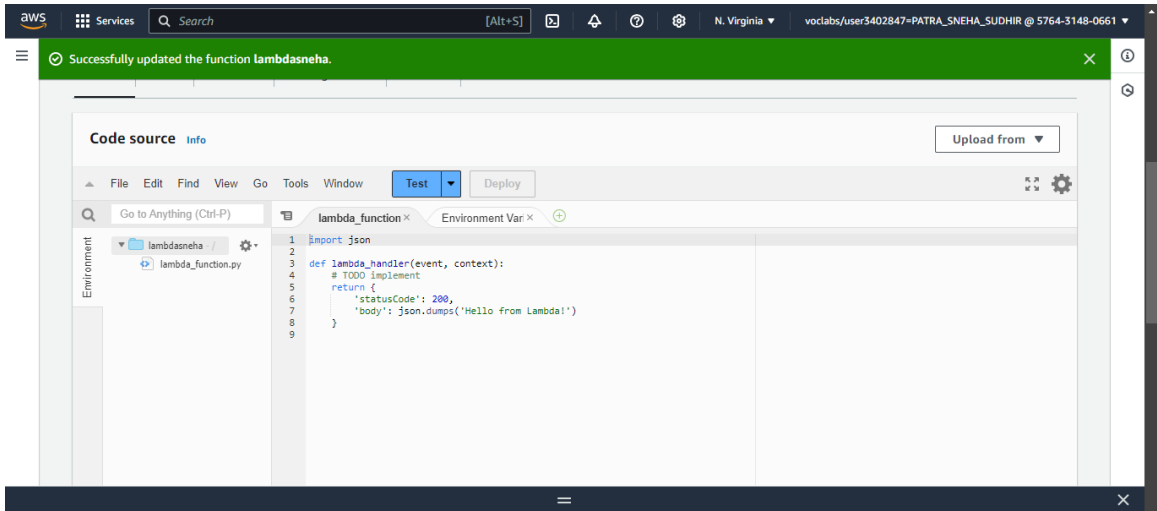 aws Services Search [Alt+S] N. Virginia ▼ voclabs/user3402847=PATRA_SNEHA_SUDHIR @ 5764-3148-0661 ▼
Successfully updated the function lambdasneha.
Code source Info Upload from ▼
File Edit Find View Go Tools Window Test Deploy
Go to Anything (Ctrl-P) lambda_function × Environment Vari ×
Environment
lambdasneha - /
lambda_function.py
1 import json
2
3 def lambda_handler(event, context):
4 # TODO implement
5 return {
6 'statusCode': 200,
7 'body': json.dumps('Hello from Lambda!')
8 }
9